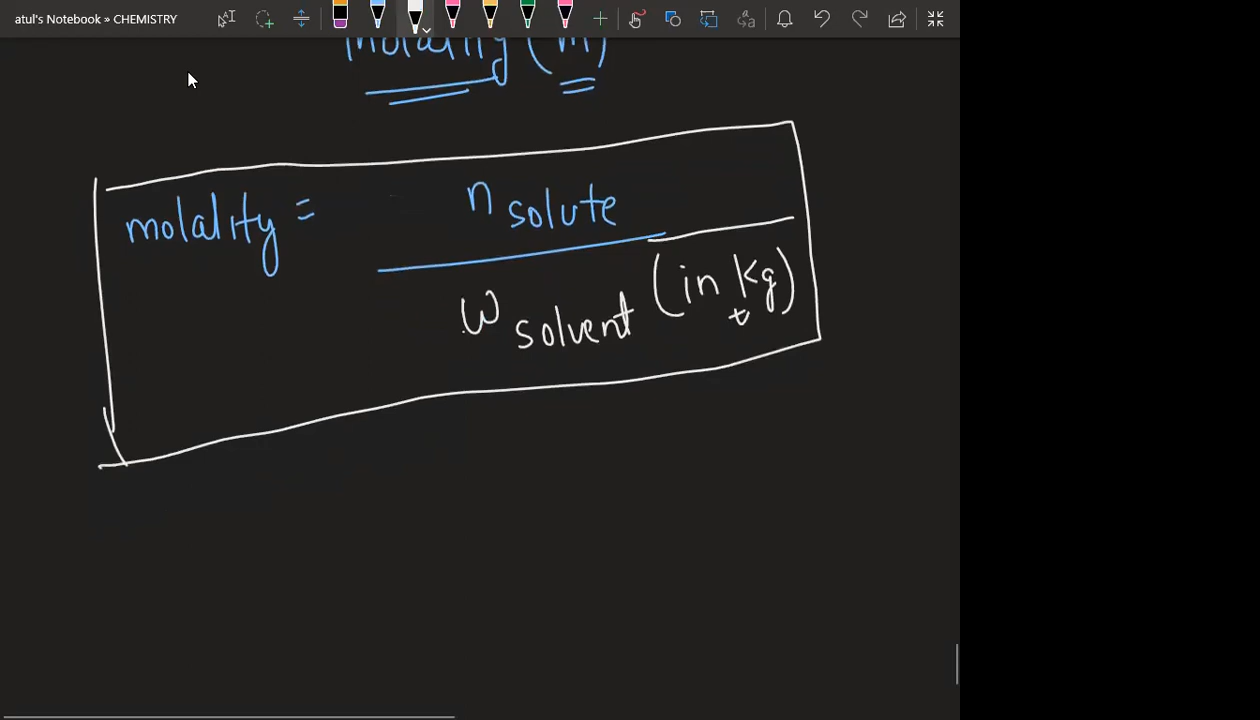 atul's Notebook » CHEMISTRY
molality (m)
molality = n solute
w solvent (in Kg)